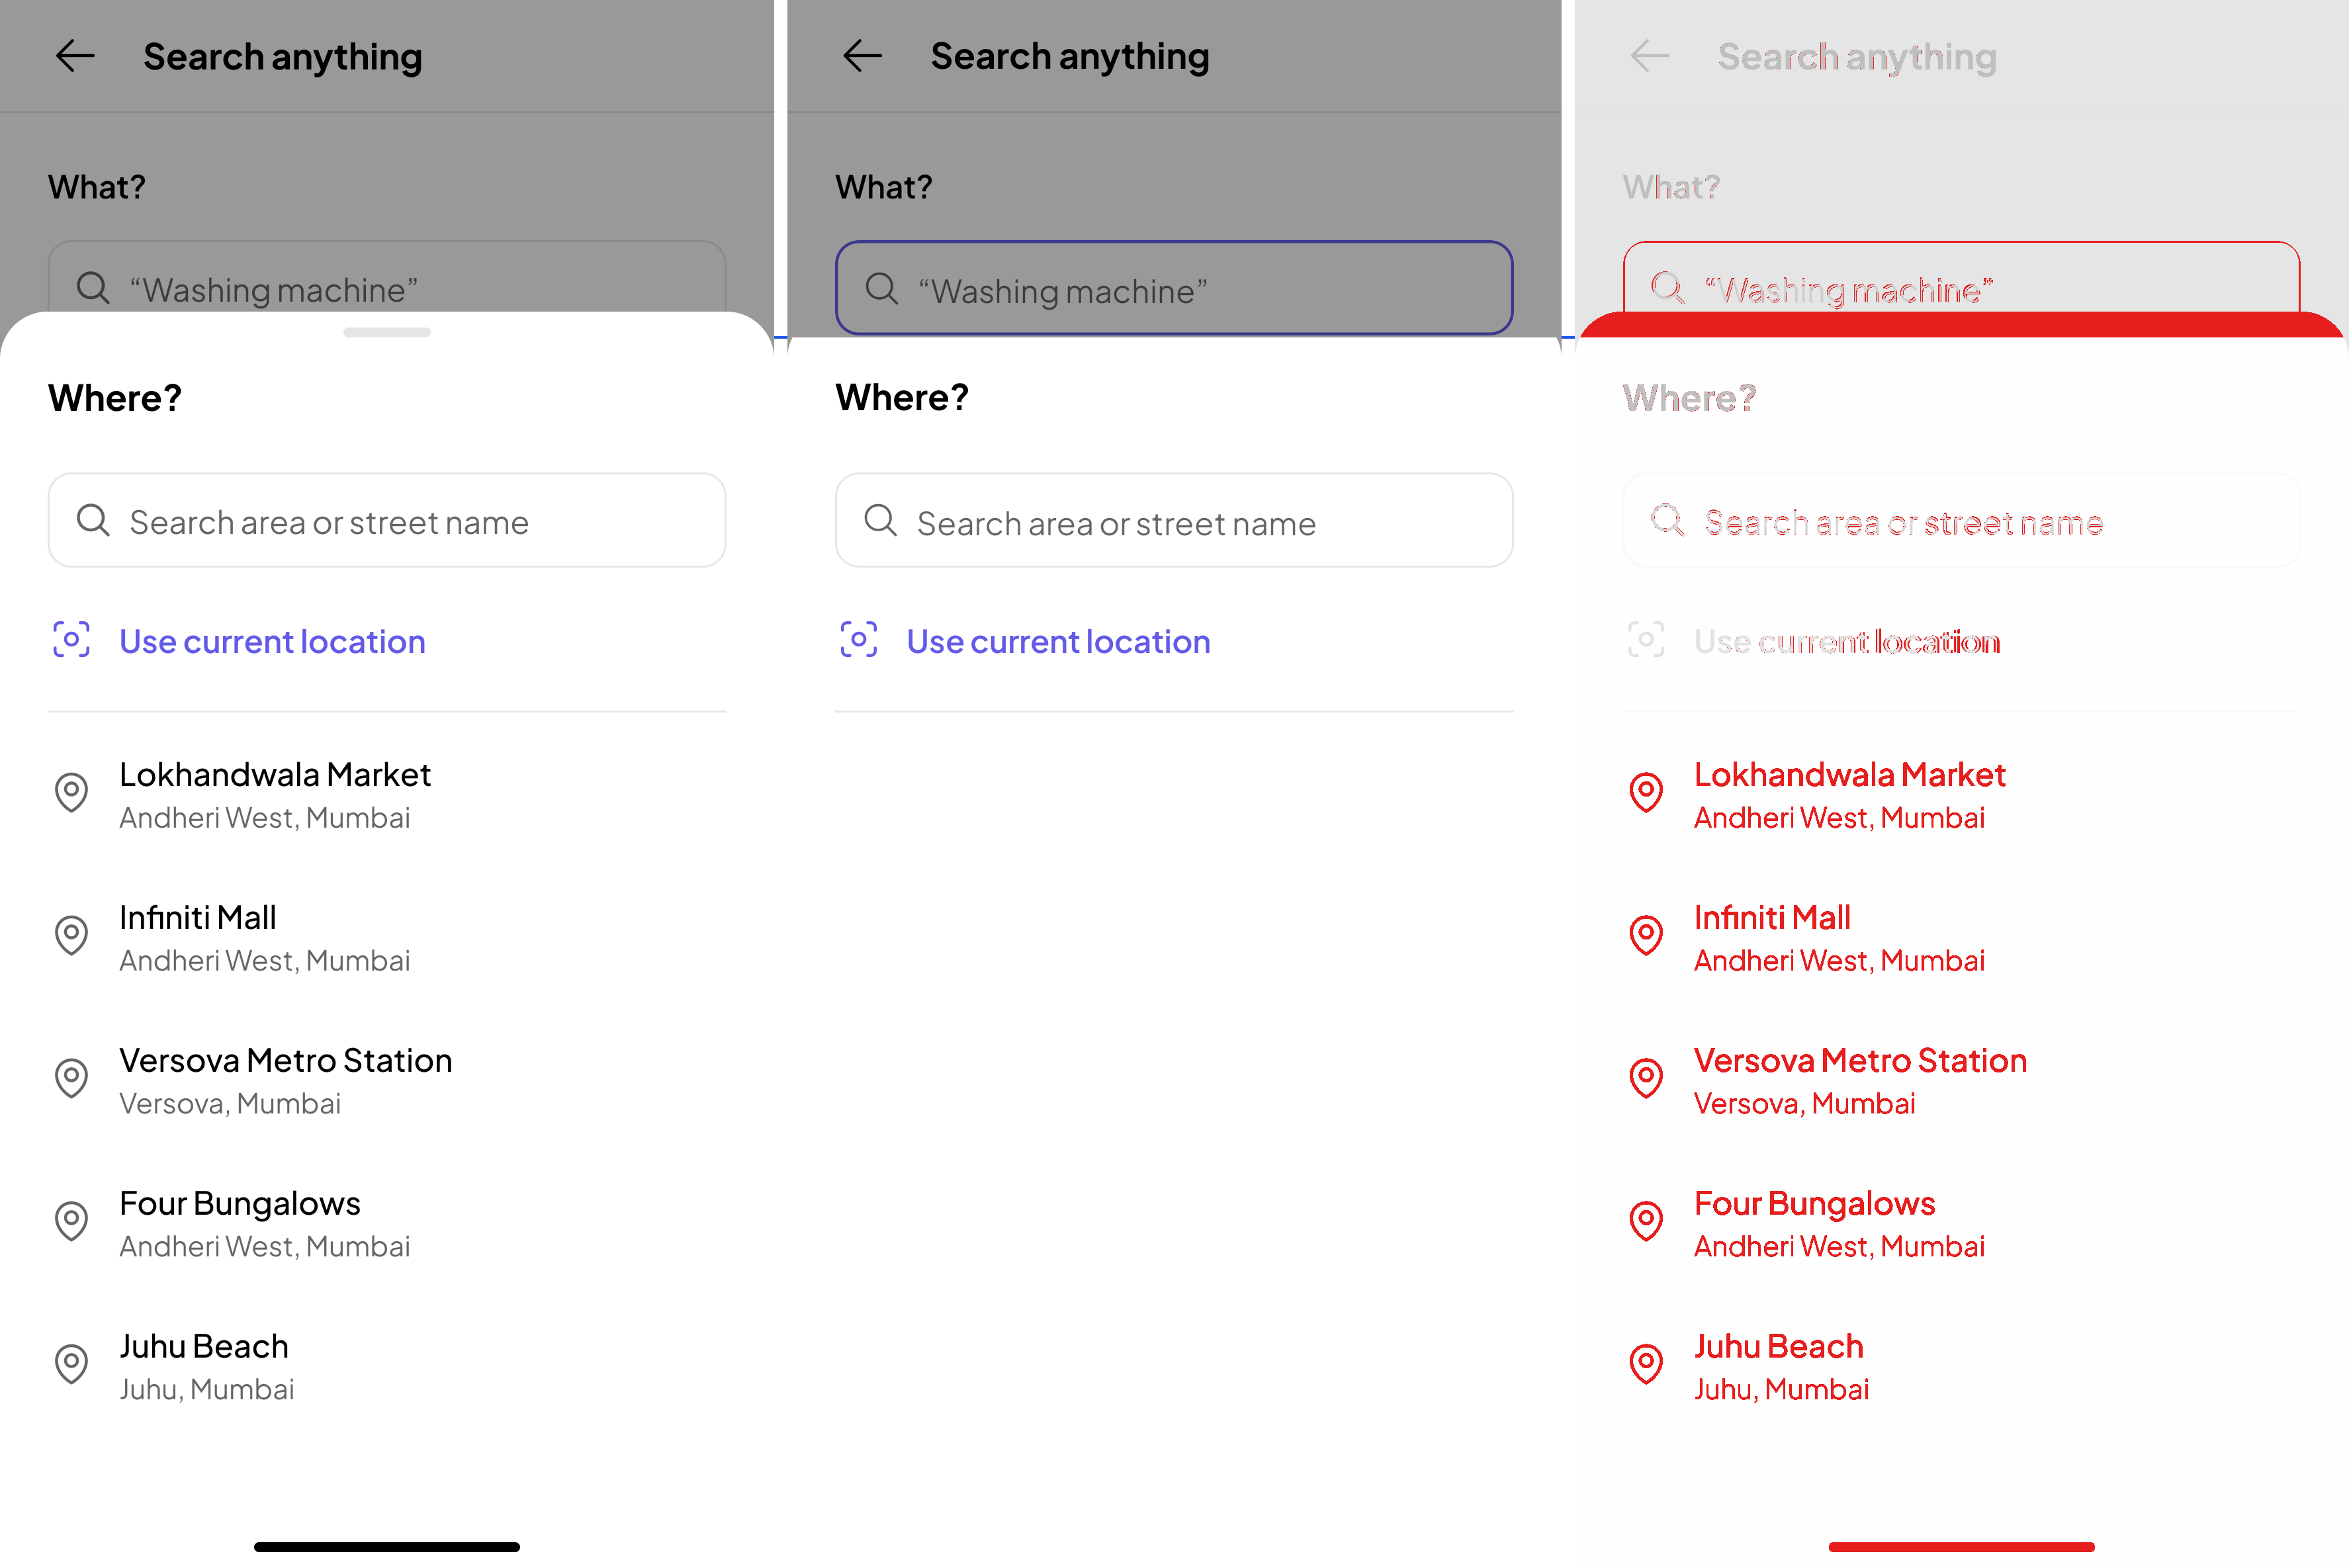 Search anything
What?
“Washing machine”
Where?
Search area or street name
Use current location
Lokhandwala Market
Andheri West, Mumbai
Infiniti Mall
Andheri West, Mumbai
Versova Metro Station
Versova, Mumbai
Four Bungalows
Andheri West, Mumbai
Juhu Beach
Juhu, Mumbai
Search anything
What?
“Washing machine”
Where?
Search area or street name
Use current location
Search anything
What?
“Washing machine”
Where?
Search area or street name
Use current location
Lokhandwala Market
Andheri West, Mumbai
Infiniti Mall
Andheri West, Mumbai
Versova Metro Station
Versova, Mumbai
Four Bungalows
Andheri West, Mumbai
Juhu Beach
Juhu, Mumbai